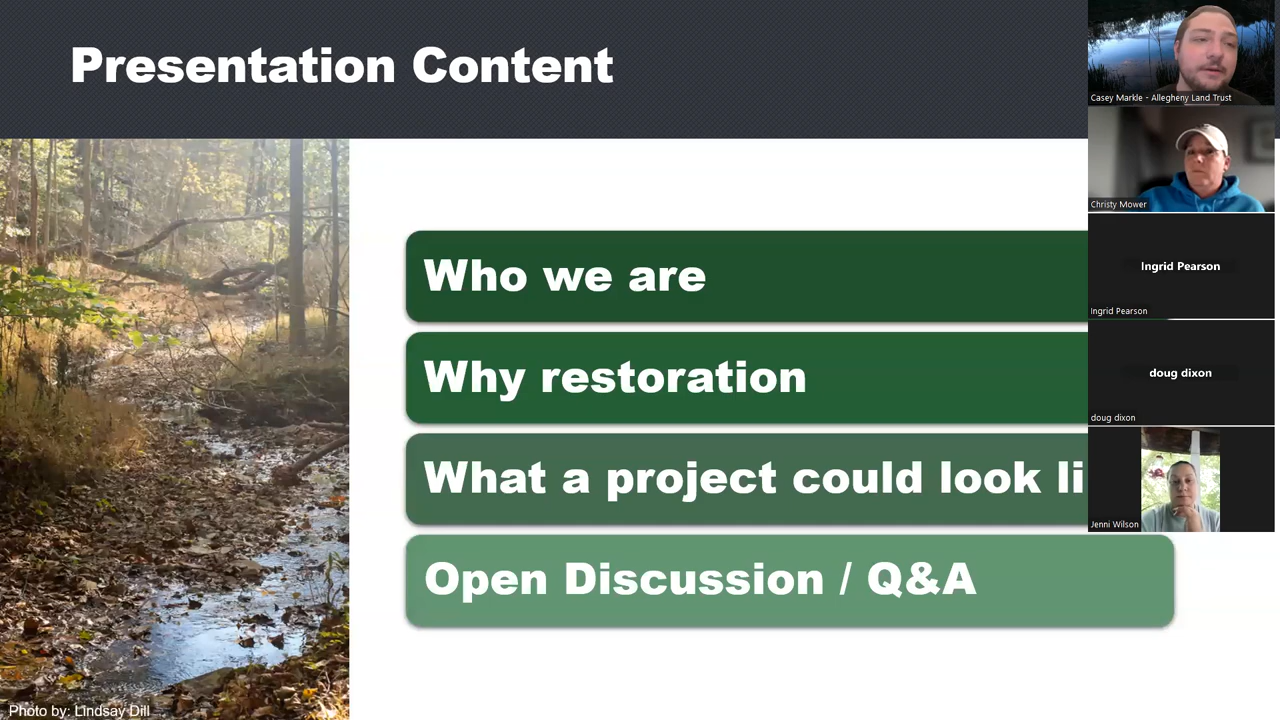 Presentation Content
Who we are
Why restoration
What a project could look li
Open Discussion / Q&A
Photo by: Lindsay Dill
Casey Markle - Allegheny Land Trust
Christy Mower
Ingrid Pearson
Ingrid Pearson
doug dixon
doug dixon
Jenni Wilson